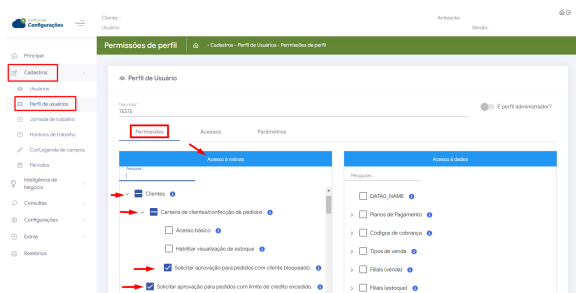 Central de
Configurações
Cliente:
Usuário:
Ambiente:
Versão:
Permissões de perfil
- Cadastros - Perfil de Usuários - Permissões de perfil
Principal
Cadastros
Usuários
Perfil de usuários
Jornada de trabalho
Horários de trabalho
Conf.Legenda de campos
Períodos
Inteligência de
Negócio
Consultas
Configurações
Extras
Relatórios
Perfil de Usuário
Descrição *
TESTE
É perfil administrador?
Permissões
Acessos
Parâmetros
Acesso à rotinas
Pesquise...
Clientes
Carteira de clientes/confecção de pedidos
Acesso básico
Habilitar visualização de estoque
Solicitar aprovação para pedidos com cliente bloqueado.
Solicitar aprovação para pedidos com limite de crédito excedido.
Acesso à dados
Pesquise...
DATAG_NAME
Planos de Pagamento
Códigos de cobrança
Tipos de venda
Filiais (venda)
Filiais (estoque)